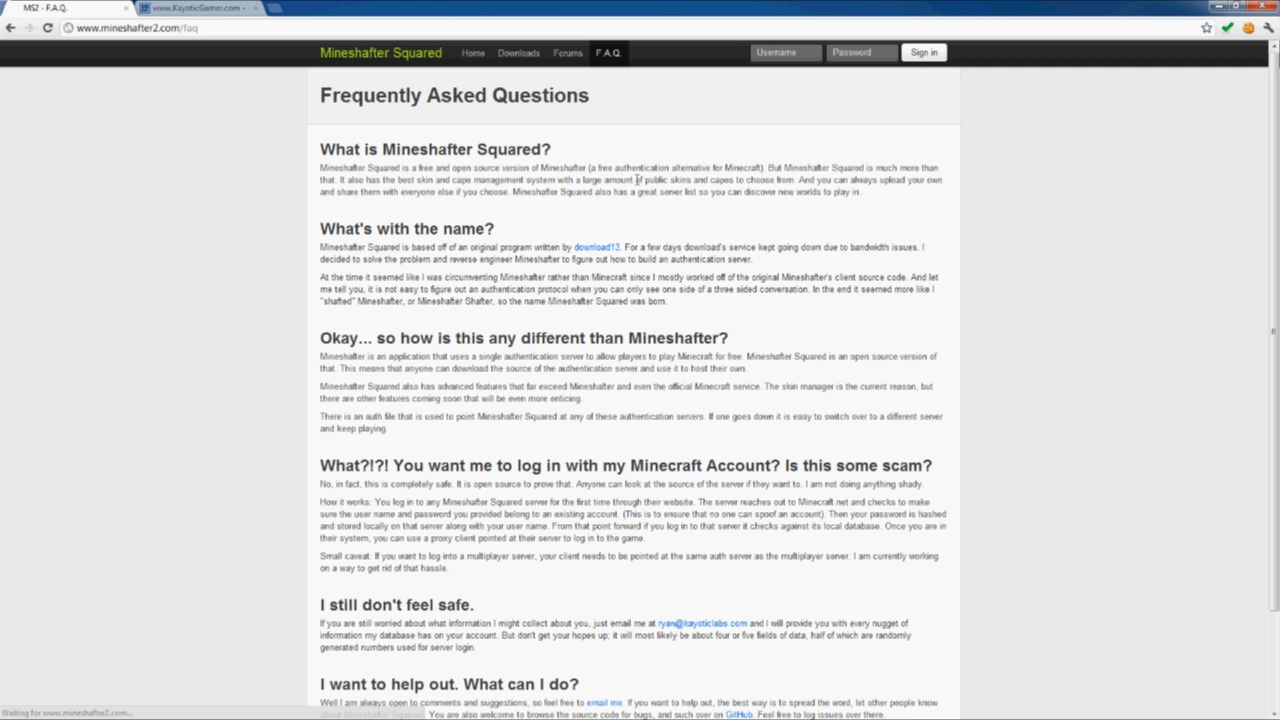 MS2 - F.A.Q.
www.KayoticGamer.com -
www.mineshafter2.com/faq
Mineshafter Squared Home Downloads Forums F.A.Q. Username Password Sign in
Frequently Asked Questions
What is Mineshafter Squared?
Mineshafter Squared is a free and open source version of Mineshafter (a free authentication alternative for Minecraft). But Mineshafter Squared is much more than
that. It also has the best skin and cape management system with a large amount of public skins and capes to choose from. And you can always upload your own
and share them with everyone else if you choose. Mineshafter Squared also has a great server list so you can discover new worlds to play in.
What's with the name?
Mineshafter Squared is based off of an original program written by download13. For a few days download's service kept going down due to bandwidth issues. I
decided to solve the problem and reverse engineer Mineshafter to figure out how to build an authentication server.
At the time it seemed like I was circumventing Mineshafter rather than Minecraft since I mostly worked off of the original Mineshafter's client source code. And let
me tell you, it is not easy to figure out an authentication protocol when you can only see one side of a three sided conversation. In the end it seemed more like I
"shafted" Mineshafter, or Mineshafter Shafter, so the name Mineshafter Squared was born.
Okay... so how is this any different than Mineshafter?
Mineshafter is an application that uses a single authentication server to allow players to play Minecraft for free. Mineshafter Squared is an open source version of
that. This means that anyone can download the source of the authentication server and use it to host their own.
Mineshafter Squared also has advanced features that far exceed Mineshafter and even the official Minecraft service. The skin manager is the current reason, but
there are other features coming soon that will be even more enticing.
There is an auth file that is used to point Mineshafter Squared at any of these authentication servers. If one goes down it is easy to switch over to a different server
and keep playing.
What?!?! You want me to log in with my Minecraft Account? Is this some scam?
No, in fact, this is completely safe. It is open source to prove that. Anyone can look at the source of the server if they want to. I am not doing anything shady.
How it works: You log in to any Mineshafter Squared server for the first time through their website. The server reaches out to Minecraft.net and checks to make
sure the user name and password you provided belong to an existing account. (This is to ensure that no one can spoof an account). Then your password is hashed
and stored locally on that server along with your user name. From that point forward if you log in to that server it checks against its local database. Once you are in
their system, you can use a proxy client pointed at their server to log in to the game.
Small caveat: If you want to log into a multiplayer server, your client needs to be pointed at the same auth server as the multiplayer server. I am currently working
on a way to get rid of that hassle.
I still don't feel safe.
If you are still worried about what information I might collect about you, just email me at ryan@kayoticlabs.com and I will provide you with every nugget of
information my database has on your account. But don't get your hopes up; it will most likely be about four or five fields of data, half of which are randomly
generated numbers used for server login.
I want to help out. What can I do?
Well I am always open to comments and suggestions, so feel free to email me. If you want to help out, the best way is to spread the word, let other people know
about Mineshafter Squared. You are also welcome to browse the source code for bugs, and such over on GitHub. Feel free to log issues over there.
Waiting for www.mineshafter2.com...